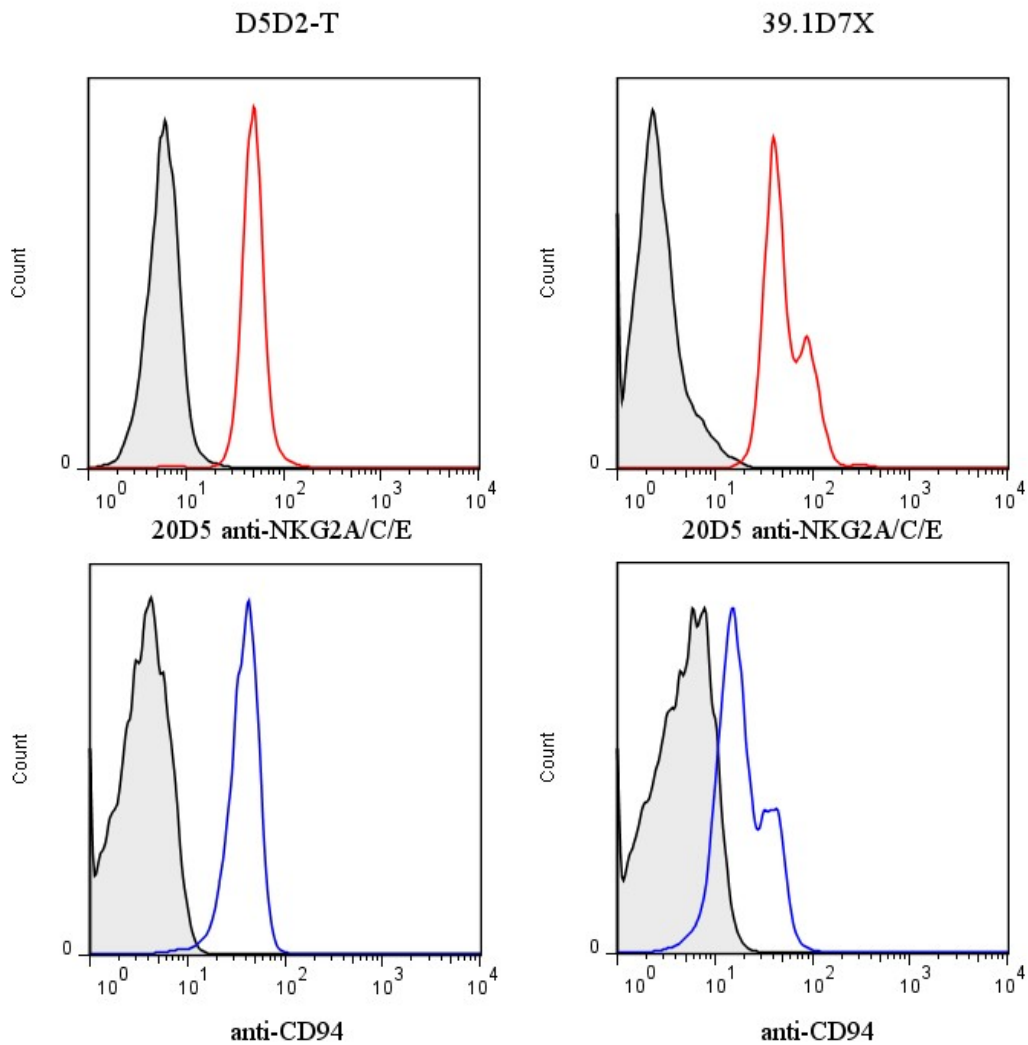 D5D2-T 39.1D7X
Count Count
0 0
10^0 10^1 10^2 10^3 10^4 10^0 10^1 10^2 10^3 10^4
20D5 anti-NKG2A/C/E 20D5 anti-NKG2A/C/E
Count Count
0 0
10^0 10^1 10^2 10^3 10^4 10^0 10^1 10^2 10^3 10^4
anti-CD94 anti-CD94